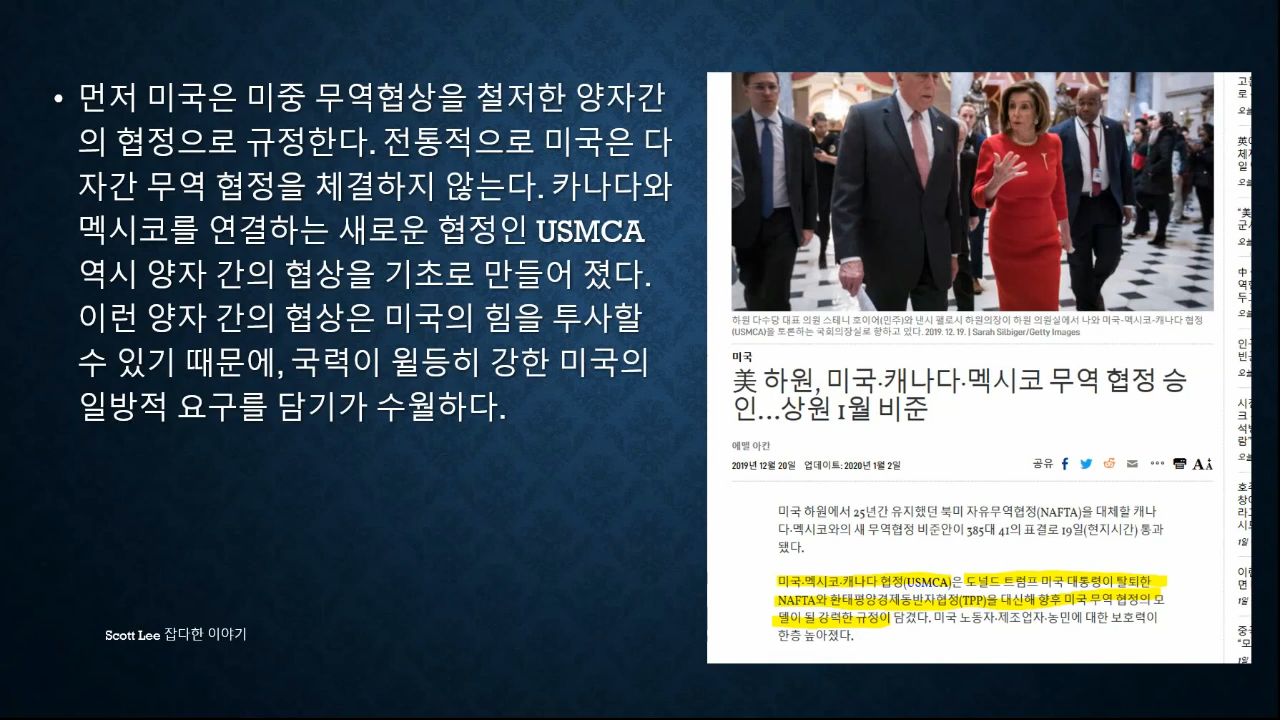 • 먼저 미국은 미중 무역협상을 철저한 양자간
의 협정으로 규정한다. 전통적으로 미국은 다
자간 무역 협정을 체결하지 않는다. 카나다와
멕시코를 연결하는 새로운 협정인 USMCA
역시 양자 간의 협상을 기초로 만들어 졌다.
이런 양자 간의 협상은 미국의 힘을 투사할
수 있기 때문에, 국력이 월등히 강한 미국의
일방적 요구를 담기가 수월하다.
Scott Lee 잡다한 이야기
하원 다수당 대표 의원 스테니 호이어(민주)와 낸시 펠로시 하원의장이 하원 의원실에서 나와 미국-멕시코-캐나다 협정
(USMCA)을 토론하는 국회의장실로 향하고 있다. 2019. 12. 19. | Sarah Silbiger/Getty Images
미국
美 하원, 미국·캐나다·멕시코 무역 협정 승
인…상원 1월 비준
에멜 아칸
2019년 12월 20일 업데이트: 2020년 1월 2일
공유
미국 하원에서 25년간 유지했던 북미 자유무역협정(NAFTA)을 대체할 캐나
다·멕시코와의 새 무역협정 비준안이 385대 41의 표결로 19일(현지시간) 통과
됐다.
미국·멕시코·캐나다 협정(USMCA)은 도널드 트럼프 미국 대통령이 탈퇴한
NAFTA와 환태평양경제동반자협정(TPP)을 대신해 향후 미국 무역 협정의 모
델이 될 강력한 규정이 담겼다. 미국 노동자·제조업자·농민에 대한 보호력이
한층 높아졌다.